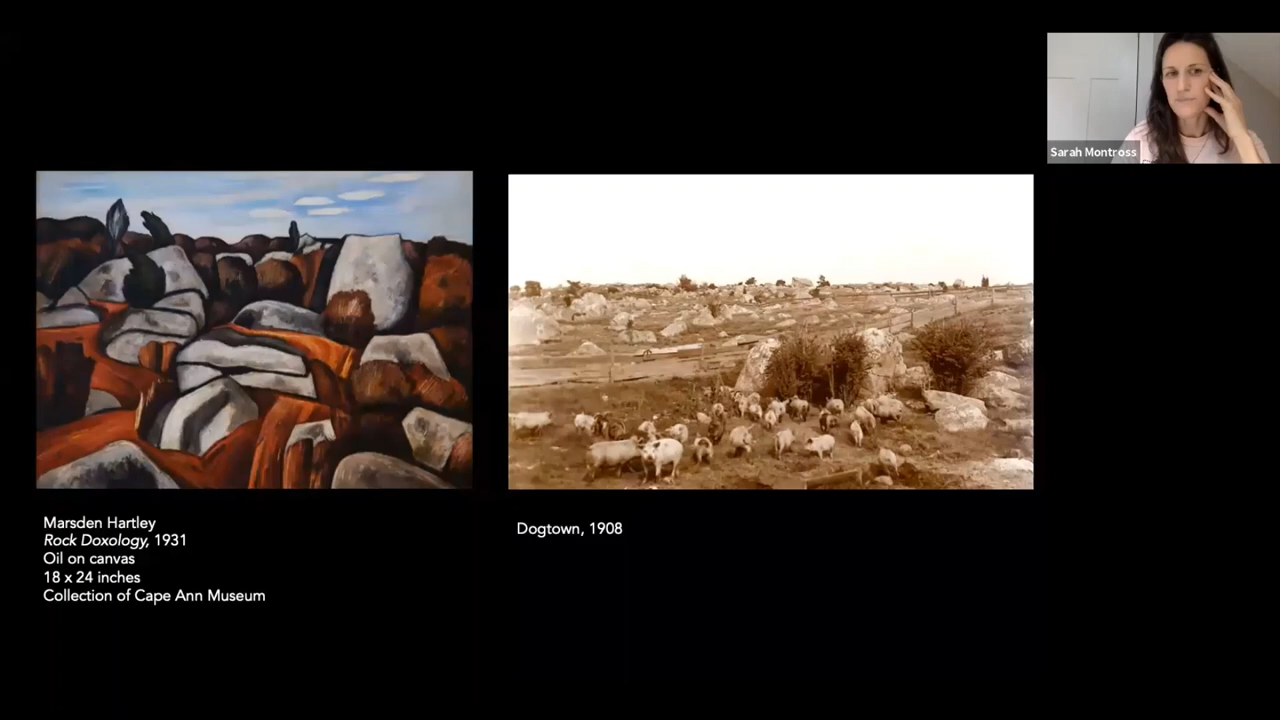 Sarah Montross
Marsden Hartley
Rock Doxology, 1931
Oil on canvas
18 x 24 inches
Collection of Cape Ann Museum
Dogtown, 1908